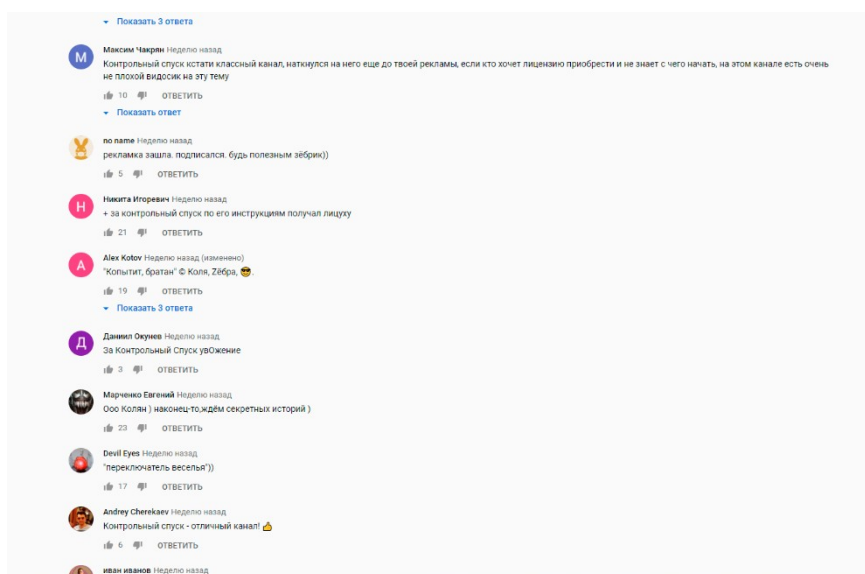 Показать 3 ответа
М
Максим Чакрян Неделю назад
Контрольный спуск кстати классный канал, наткнулся на него еще до твоей рекламы, если кто хочет лицензию приобрести и не знает с чего начать, на этом канале есть очень
не плохой видосик на эту тему
10 ОТВЕТИТЬ
Показать ответ
no name Неделю назад
рекламка зашла. подписался. будь полезным зёбрик))
5 ОТВЕТИТЬ
Н
Никита Игоревич Неделю назад
+ за контрольный спуск по его инструкциям получал лицуху
21 ОТВЕТИТЬ
A
Alex Kotov Неделю назад (изменено)
"Копытит, братан" © Коля, Zёбра, 😎.
19 ОТВЕТИТЬ
Показать 3 ответа
Д
Даниил Окунев Неделю назад
За Контрольный Спуск увОжение
3 ОТВЕТИТЬ
Марченко Евгений Неделю назад
Ооо Колян ) наконец-то,ждём секретных историй )
23 ОТВЕТИТЬ
Devil Eyes Неделю назад
"переключатель веселья"))
17 ОТВЕТИТЬ
Andrey Cherekaev Неделю назад
Контрольный спуск - отличный канал! 👍
6 ОТВЕТИТЬ
иван иванов Неделю назад